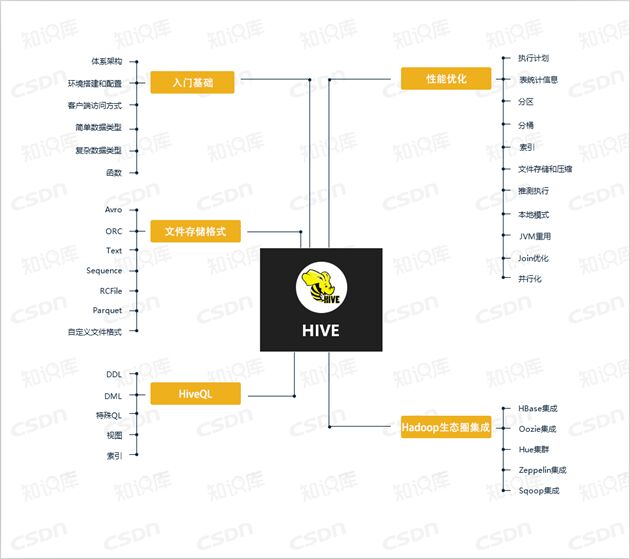 入门基础
体系架构
环境搭建和配置
客户端访问方式
简单数据类型
复杂数据类型
函数
文件存储格式
Avro
ORC
Text
Sequence
RCFile
Parquet
自定义文件格式
HiveQL
DDL
DML
特殊QL
视图
索引
HIVE
HIVE
性能优化
执行计划
表统计信息
分区
分桶
索引
文件存储和压缩
推测执行
本地模式
JVM重用
Join优化
并行化
Hadoop生态圈集成
HBase集成
Oozie集成
Hue集群
Zeppelin集成
Sqoop集成
CSDN
知识库